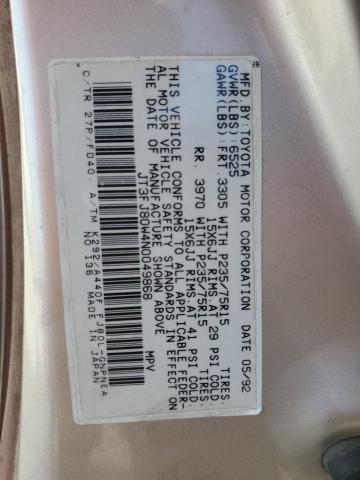 MFD.BY:TOYOTA MOTOR CORPORATION DATE 05/92
GVWR(LBS):6525
GAWR(LBS):FRT. 3305 WITH P235/75R15 TIRES.
15X6JJ RIMS.AT 29 PSI COLD.
RR. 3970 WITH P235/75R15 TIRES.
15X6JJ RIMS.AT 41 PSI COLD.
THIS VEHICLE CONFORMS TO ALL APPLICABLE FEDER-
AL MOTOR VEHICLE SAFETY STANDARDS IN EFFECT ON
THE DATE OF MANUFACTURE SHOWN ABOVE
JT3FJ80W4N0049868 MPV
C/TR 27P/FD40. A/TM K292/A440F. FJ80L-GNPNEA
NO.136 MADE IN JAPAN